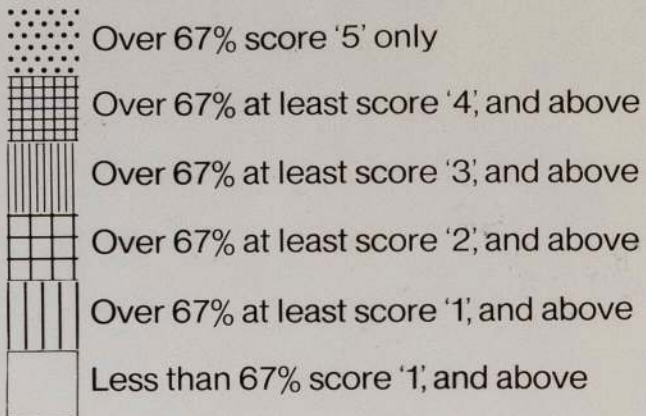 Over 67% score ‘5’ only
Over 67% at least score ‘4’, and above
Over 67% at least score ‘3’, and above
Over 67% at least score ‘2’, and above
Over 67% at least score ‘1’, and above
Less than 67% score ‘1’, and above